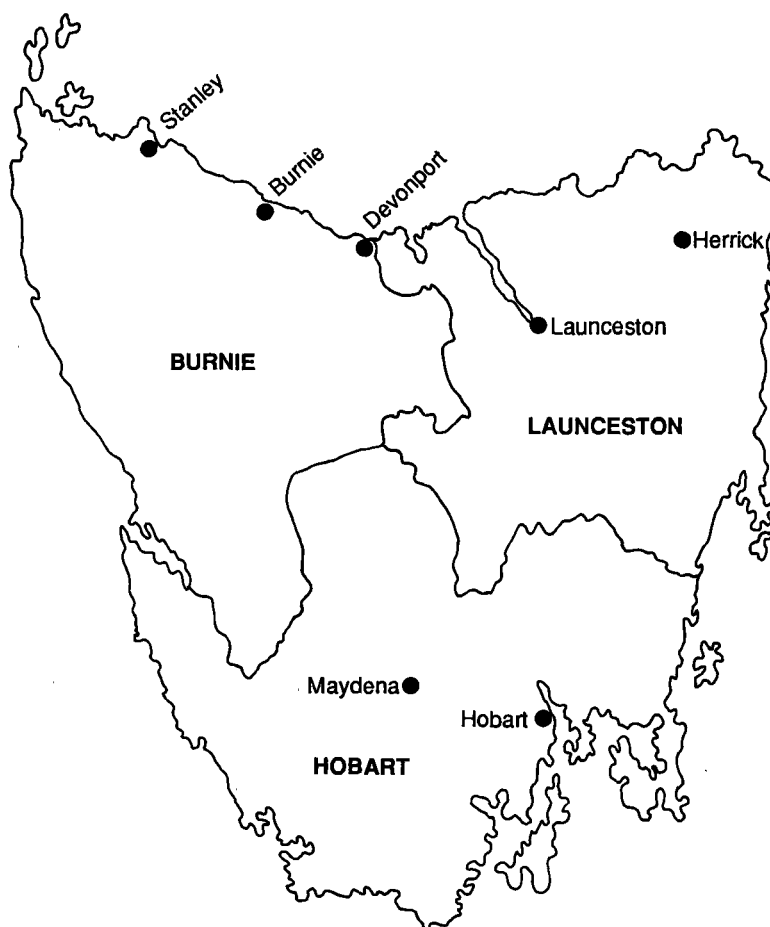 Stanley
Burnie
Devonport
Herrick
Launceston
BURNIE
LAUNCESTON
Maydena
Hobart
HOBART